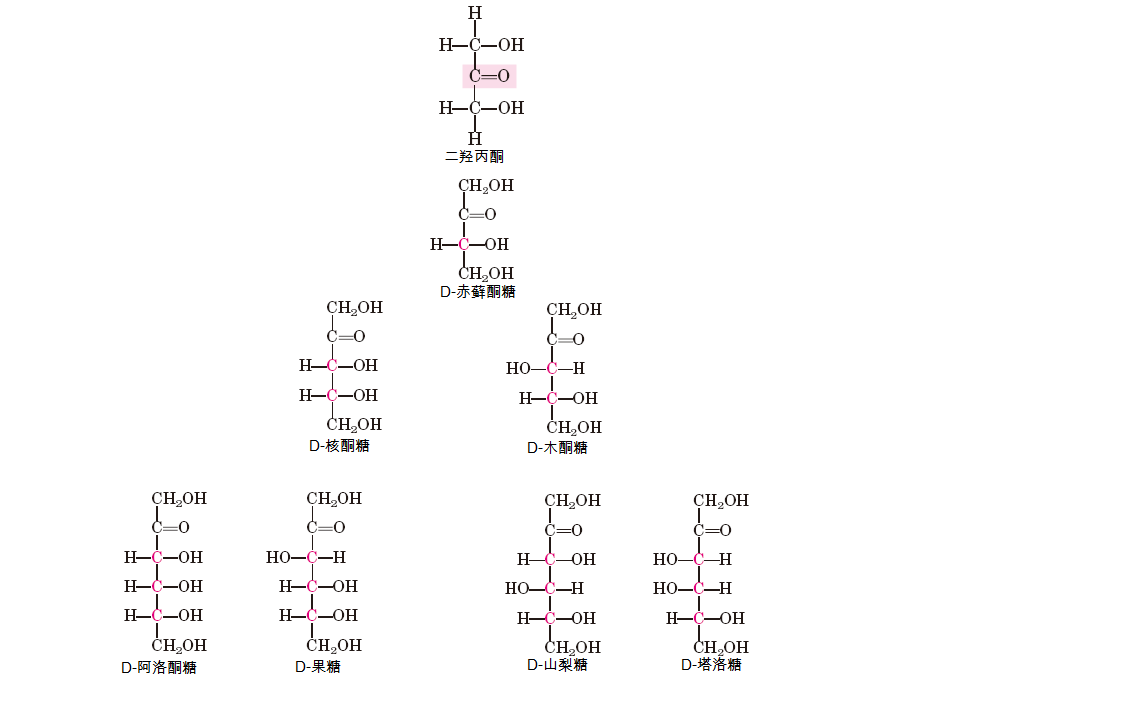 H
H—C—OH
C=O
H—C—OH
H
二羟丙酮
CH₂OH
C=O
H—C—OH
CH₂OH
D-赤藓酮糖
CH₂OH
C=O
H—C—OH
H—C—OH
CH₂OH
D-核酮糖
CH₂OH
C=O
HO—C—H
H—C—OH
CH₂OH
D-木酮糖
CH₂OH
C=O
H—C—OH
H—C—OH
H—C—OH
CH₂OH
D-阿洛酮糖
CH₂OH
C=O
HO—C—H
H—C—OH
H—C—OH
CH₂OH
D-果糖
CH₂OH
C=O
H—C—OH
HO—C—H
H—C—OH
CH₂OH
D-山梨糖
CH₂OH
C=O
HO—C—H
HO—C—H
H—C—OH
CH₂OH
D-塔洛糖